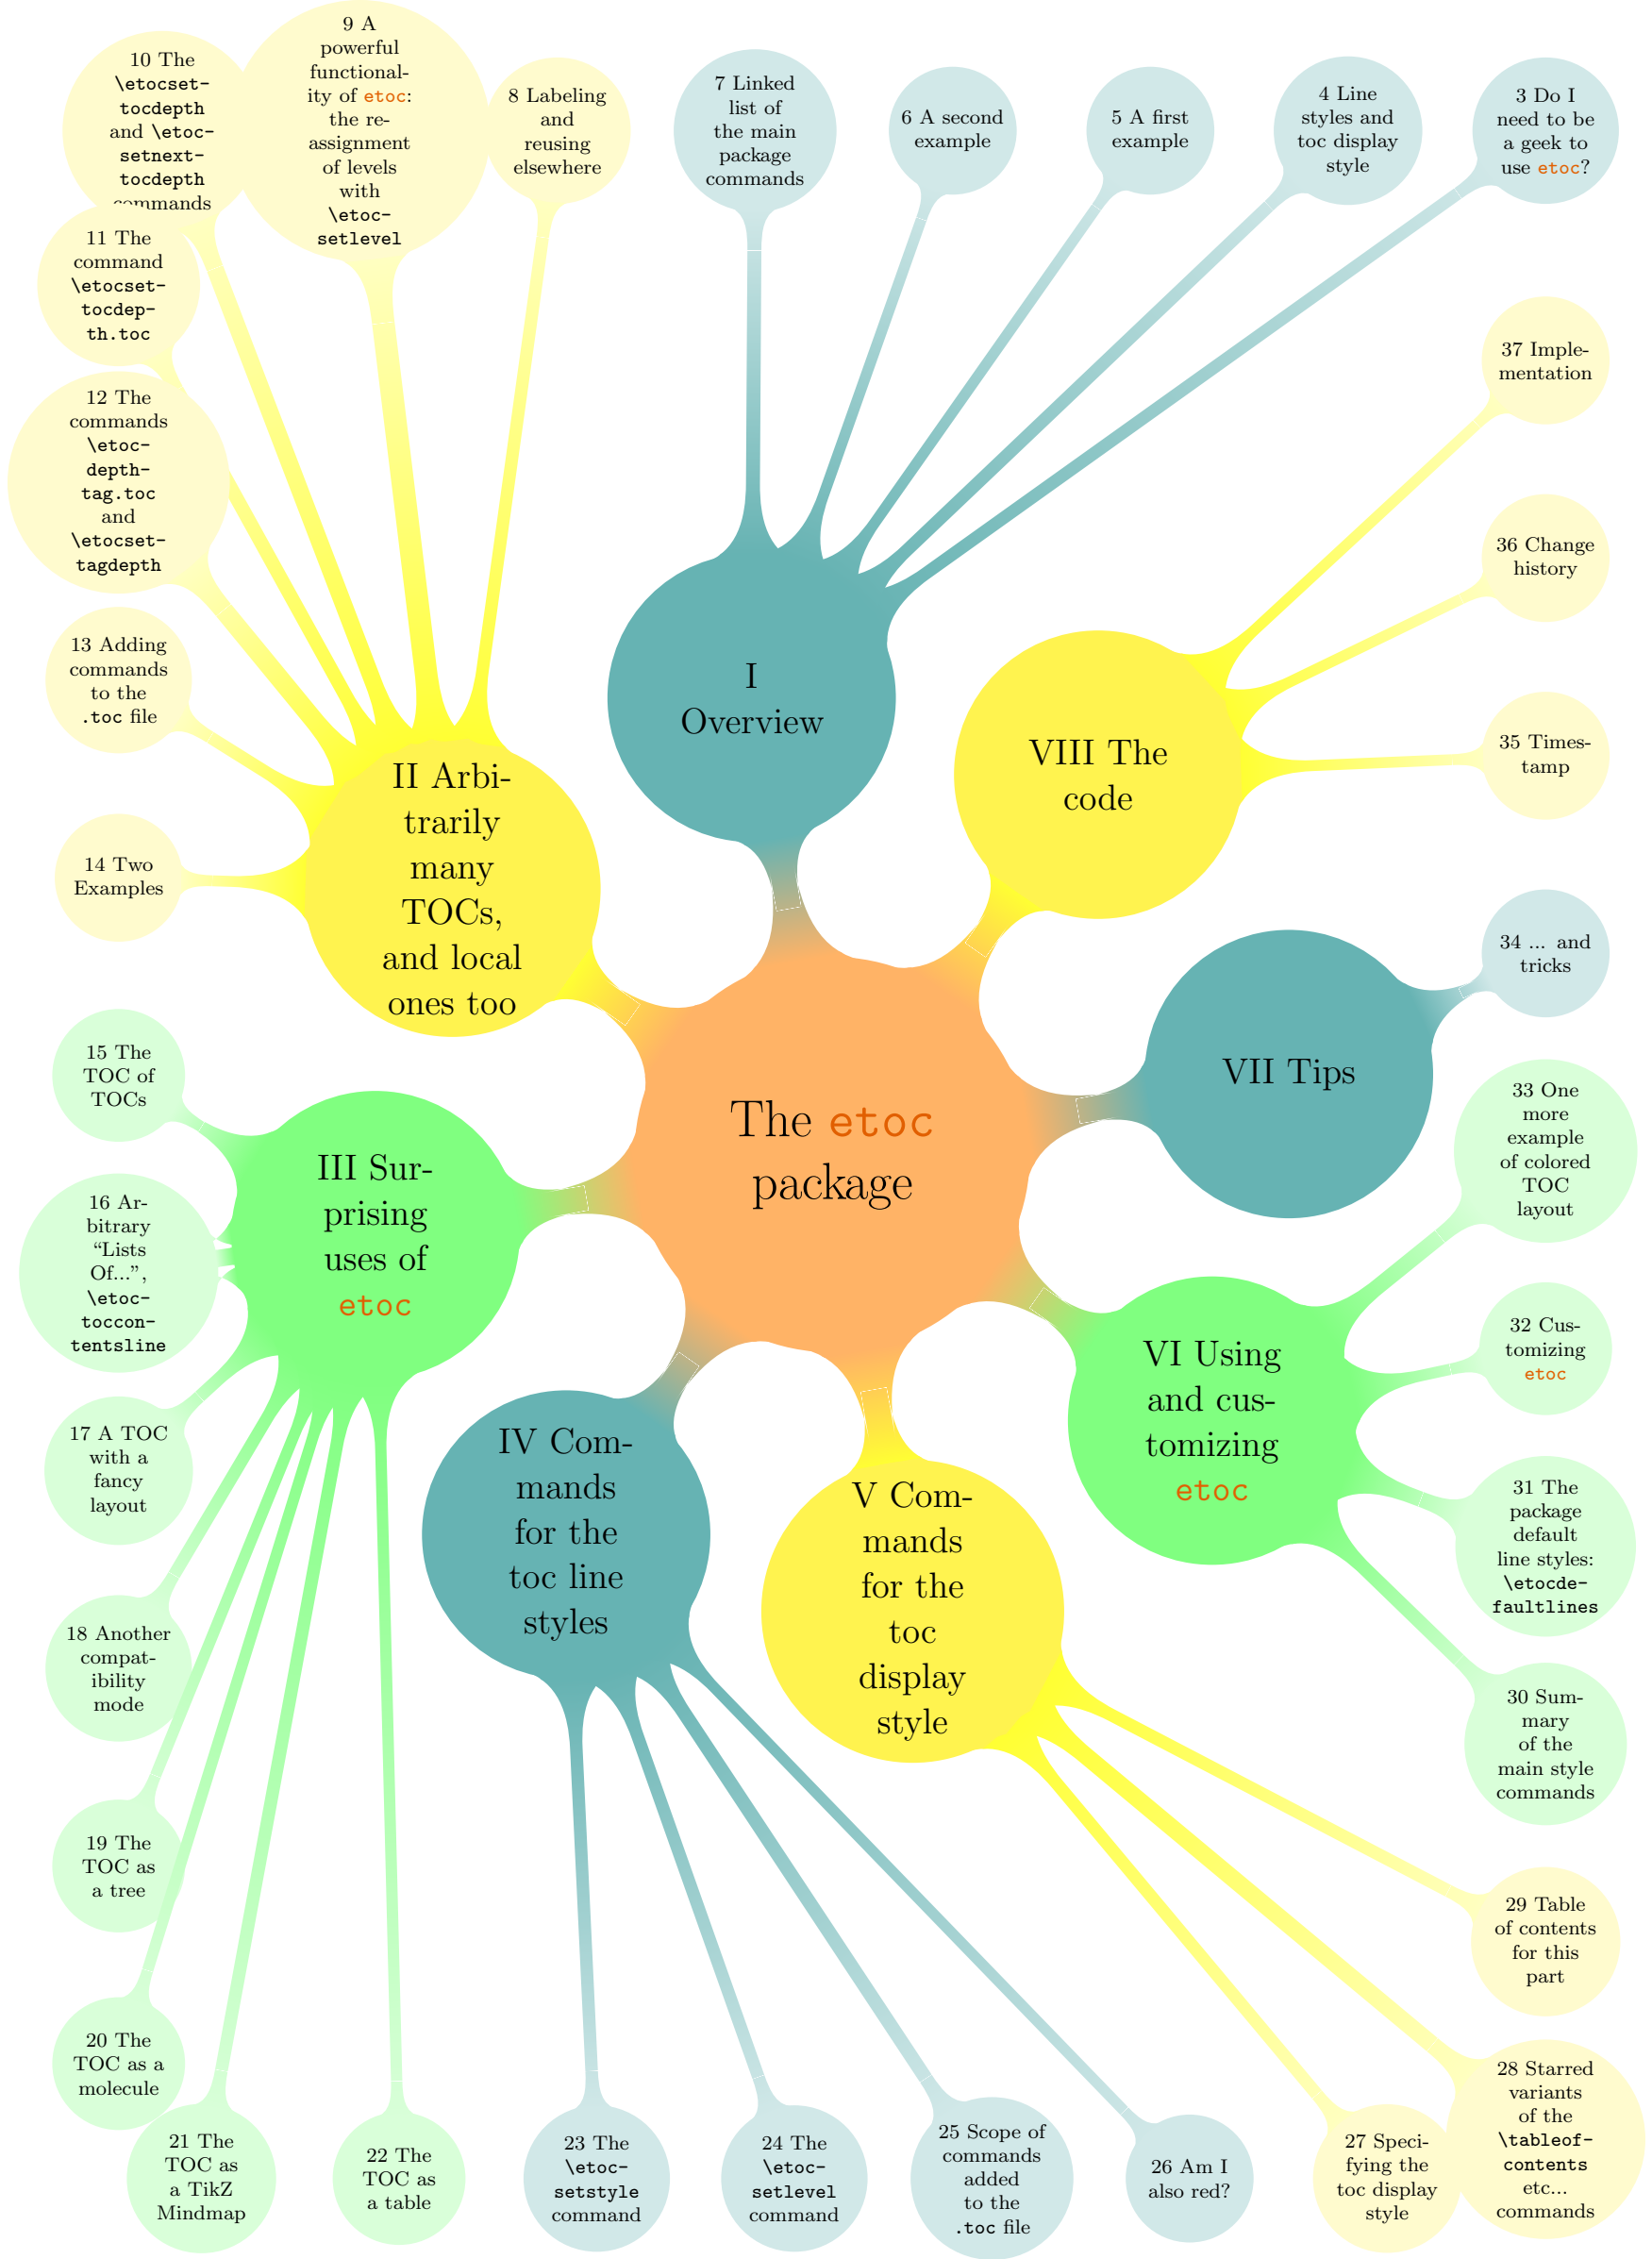 The etoc
package
I
Overview
3 Do I
need to be
a geek to
use etoc?
4 Line
styles and
toc display
style
5 A first
example
6 A second
example
7 Linked
list of
the main
package
commands
II Arbi-
trarily
many
TOCs,
and local
ones too
8 Labeling
and
reusing
elsewhere
9 A
powerful
functional-
ity of etoc:
the re-
assignment
of levels
with
\etoc-
setlevel
10 The
\etocset-
tocdepth
and \etoc-
setnext-
tocdepth
commands
11 The
command
\etocset-
tocdep-
th.toc
12 The
commands
\etoc-
depth-
tag.toc
and
\etocset-
tagdepth
13 Adding
commands
to the
.toc file
14 Two
Examples
III Sur-
prising
uses of
etoc
15 The
TOC of
TOCs
16 Ar-
bitrary
“Lists
Of...”,
\etoc-
toccon-
tentsline
17 A TOC
with a
fancy
layout
18 Another
compat-
ibility
mode
19 The
TOC as
a tree
20 The
TOC as a
molecule
21 The
TOC as
a TikZ
Mindmap
22 The
TOC as
a table
IV Com-
mands
for the
toc line
styles
23 The
\etoc-
setstyle
command
24 The
\etoc-
setlevel
command
25 Scope of
commands
added
to the
.toc file
26 Am I
also red?
V Com-
mands
for the
toc
display
style
27 Speci-
fying the
toc display
style
28 Starred
variants
of the
\tableof-
contents
etc...
commands
29 Table
of contents
for this
part
VI Using
and cus-
tomizing
etoc
30 Sum-
mary
of the
main style
commands
31 The
package
default
line styles:
\etocde-
faultlines
32 Cus-
tomizing
etoc
33 One
more
example
of colored
TOC
layout
VII Tips
34 ... and
tricks
VIII The
code
35 Times-
tamp
36 Change
history
37 Imple-
mentation